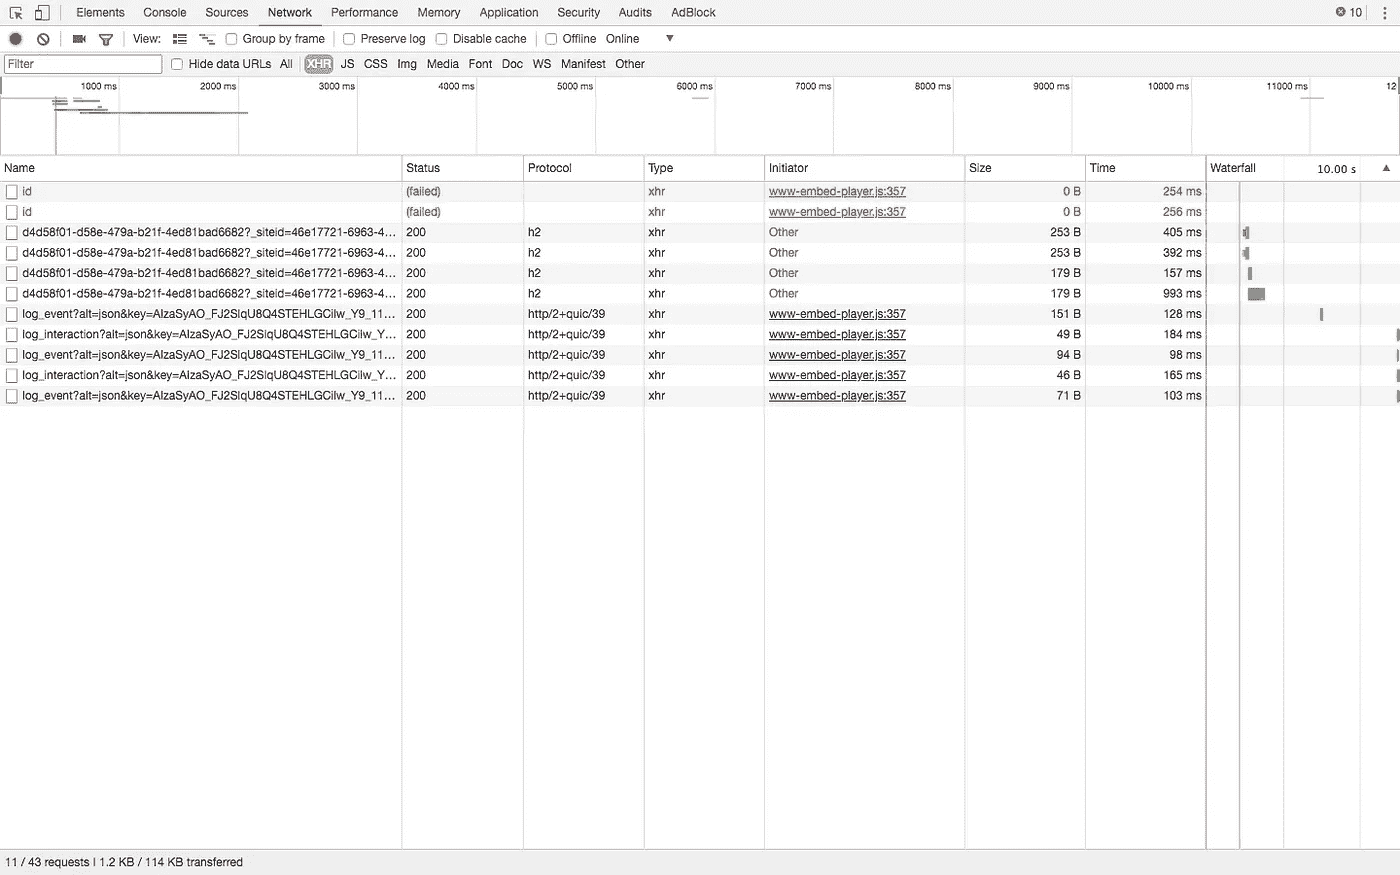 Elements Console Sources Network Performance Memory Application Security Audits AdBlock 10
View: Group by frame Preserve log Disable cache Offline Online
Filter Hide data URLs All XHR JS CSS Img Media Font Doc WS Manifest Other
1000 ms 2000 ms 3000 ms 4000 ms 5000 ms 6000 ms 7000 ms 8000 ms 9000 ms 10000 ms 11000 ms 12
Name Status Protocol Type Initiator Size Time Waterfall 10.00 s
id (failed) xhr www-embed-player.js:357 0 B 254 ms
id (failed) xhr www-embed-player.js:357 0 B 256 ms
d4d58f01-d58e-479a-b21f-4ed81bad6682?_siteid=46e17721-6963-4... 200 h2 xhr Other 253 B 405 ms
d4d58f01-d58e-479a-b21f-4ed81bad6682?_siteid=46e17721-6963-4... 200 h2 xhr Other 253 B 392 ms
d4d58f01-d58e-479a-b21f-4ed81bad6682?_siteid=46e17721-6963-4... 200 h2 xhr Other 179 B 157 ms
d4d58f01-d58e-479a-b21f-4ed81bad6682?_siteid=46e17721-6963-4... 200 h2 xhr Other 179 B 993 ms
log_event?alt=json&key=AIzaSyAO_FJ2SlqU8Q4STEHLGCilw_Y9_11... 200 http/2+quic/39 xhr www-embed-player.js:357 151 B 128 ms
log_interaction?alt=json&key=AIzaSyAO_FJ2SlqU8Q4STEHLGCilw_Y... 200 http/2+quic/39 xhr www-embed-player.js:357 49 B 184 ms
log_event?alt=json&key=AIzaSyAO_FJ2SlqU8Q4STEHLGCilw_Y9_11... 200 http/2+quic/39 xhr www-embed-player.js:357 94 B 98 ms
log_interaction?alt=json&key=AIzaSyAO_FJ2SlqU8Q4STEHLGCilw_Y... 200 http/2+quic/39 xhr www-embed-player.js:357 46 B 165 ms
log_event?alt=json&key=AIzaSyAO_FJ2SlqU8Q4STEHLGCilw_Y9_11... 200 http/2+quic/39 xhr www-embed-player.js:357 71 B 103 ms
11 / 43 requests | 1.2 KB / 114 KB transferred